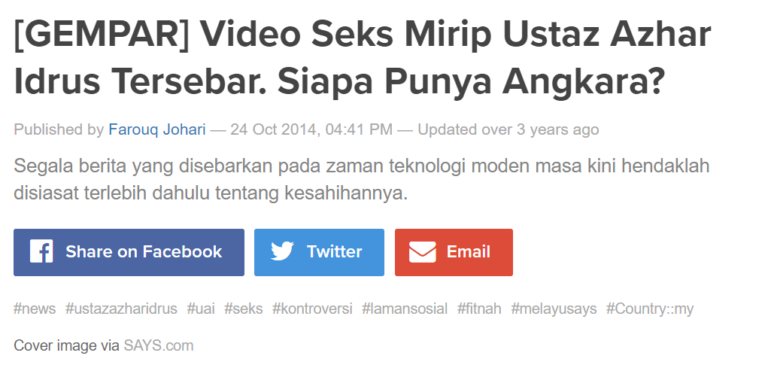 [GEMPAR] Video Seks Mirip Ustaz Azhar
Idrus Tersebar. Siapa Punya Angkara?
Published by Farouq Johari — 24 Oct 2014, 04:41 PM — Updated over 3 years ago
Segala berita yang disebarkan pada zaman teknologi moden masa kini hendaklah
disiasat terlebih dahulu tentang kesahihannya.
Share on Facebook Twitter Email
#news #ustazazharidrus #uai #seks #kontroversi #lamansosial #fitnah #melayusays #Country::my
Cover image via SAYS.com